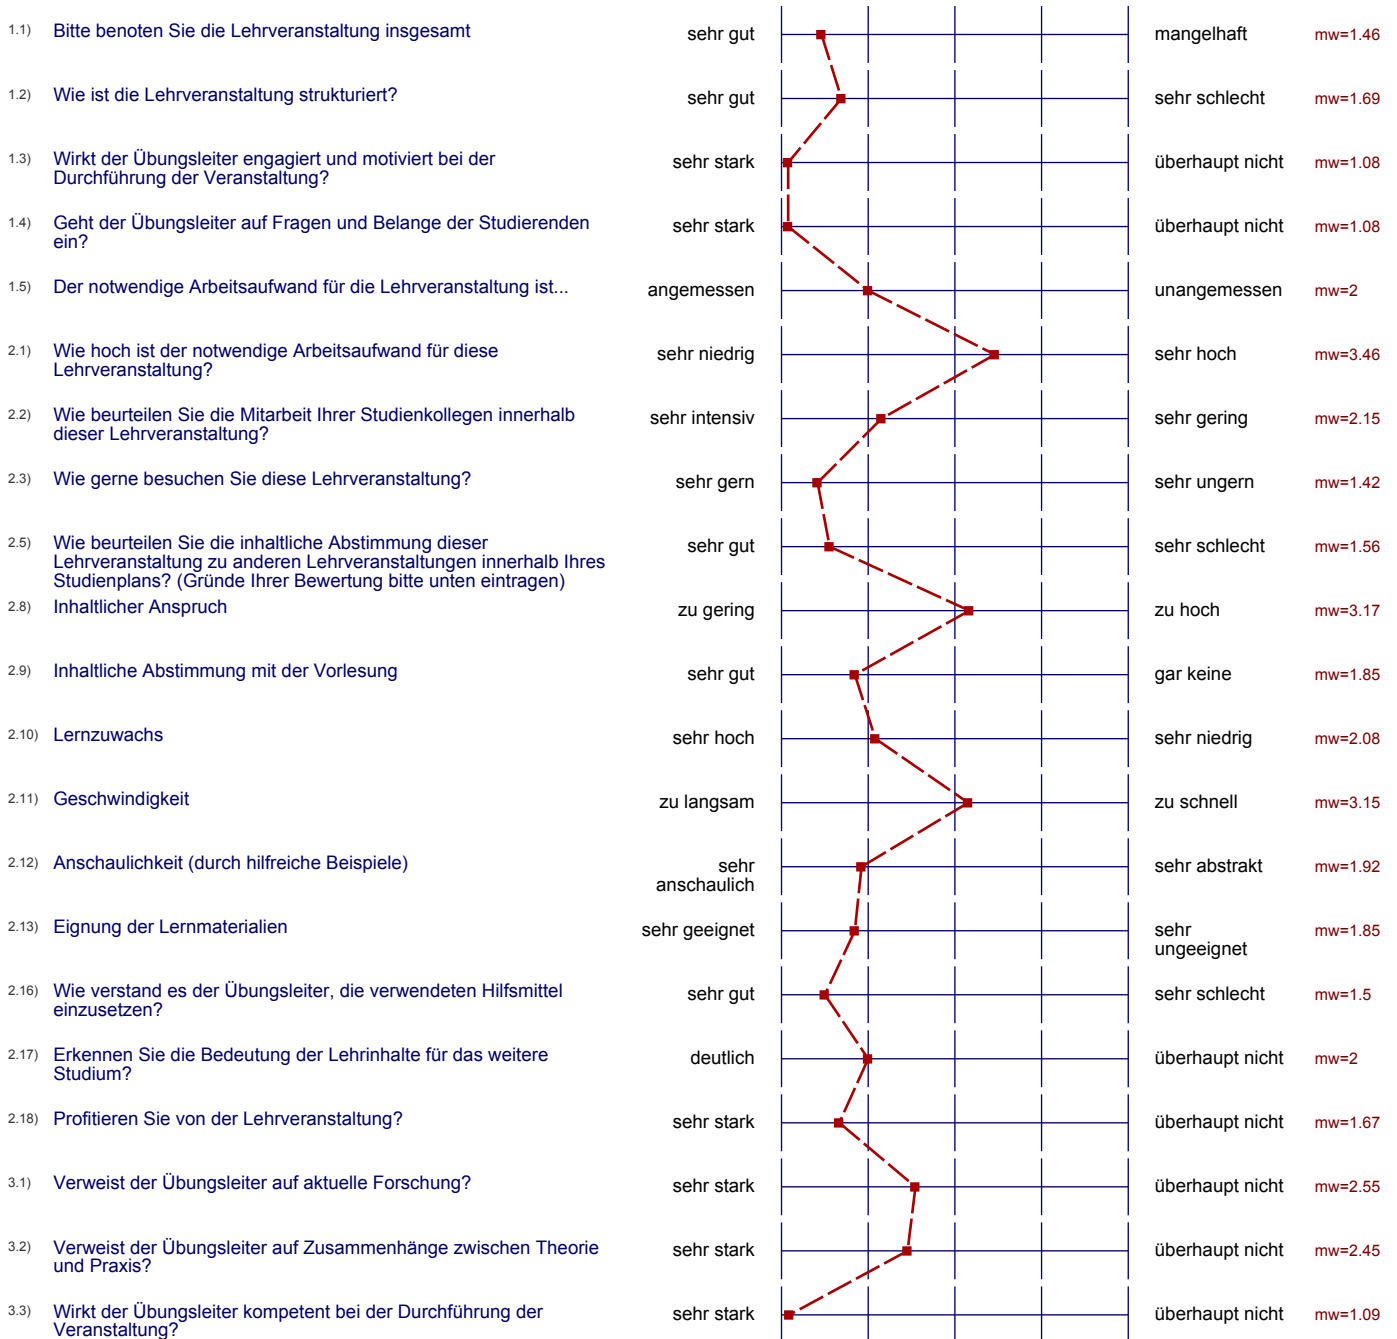 1.1) Bitte benoten Sie die Lehrveranstaltung insgesamt sehr gut mangelhaft mw=1.46
1.2) Wie ist die Lehrveranstaltung strukturiert? sehr gut sehr schlecht mw=1.69
1.3) Wirkt der Übungsleiter engagiert und motiviert bei der
Durchführung der Veranstaltung? sehr stark überhaupt nicht mw=1.08
1.4) Geht der Übungsleiter auf Fragen und Belange der Studierenden
ein? sehr stark überhaupt nicht mw=1.08
1.5) Der notwendige Arbeitsaufwand für die Lehrveranstaltung ist... angemessen unangemessen mw=2
2.1) Wie hoch ist der notwendige Arbeitsaufwand für diese
Lehrveranstaltung? sehr niedrig sehr hoch mw=3.46
2.2) Wie beurteilen Sie die Mitarbeit Ihrer Studienkollegen innerhalb
dieser Lehrveranstaltung? sehr intensiv sehr gering mw=2.15
2.3) Wie gerne besuchen Sie diese Lehrveranstaltung? sehr gern sehr ungern mw=1.42
2.5) Wie beurteilen Sie die inhaltliche Abstimmung dieser
Lehrveranstaltung zu anderen Lehrveranstaltungen innerhalb Ihres
Studienplans? (Gründe Ihrer Bewertung bitte unten eintragen) sehr gut sehr schlecht mw=1.56
2.8) Inhaltlicher Anspruch zu gering zu hoch mw=3.17
2.9) Inhaltliche Abstimmung mit der Vorlesung sehr gut gar keine mw=1.85
2.10) Lernzuwachs sehr hoch sehr niedrig mw=2.08
2.11) Geschwindigkeit zu langsam zu schnell mw=3.15
2.12) Anschaulichkeit (durch hilfreiche Beispiele) sehr
anschaulich sehr abstrakt mw=1.92
2.13) Eignung der Lernmaterialien sehr geeignet sehr
ungeeignet mw=1.85
2.16) Wie verstand es der Übungsleiter, die verwendeten Hilfsmittel
einzusetzen? sehr gut sehr schlecht mw=1.5
2.17) Erkennen Sie die Bedeutung der Lehrinhalte für das weitere
Studium? deutlich überhaupt nicht mw=2
2.18) Profitieren Sie von der Lehrveranstaltung? sehr stark überhaupt nicht mw=1.67
3.1) Verweist der Übungsleiter auf aktuelle Forschung? sehr stark überhaupt nicht mw=2.55
3.2) Verweist der Übungsleiter auf Zusammenhänge zwischen Theorie
und Praxis? sehr stark überhaupt nicht mw=2.45
3.3) Wirkt der Übungsleiter kompetent bei der Durchführung der
Veranstaltung? sehr stark überhaupt nicht mw=1.09